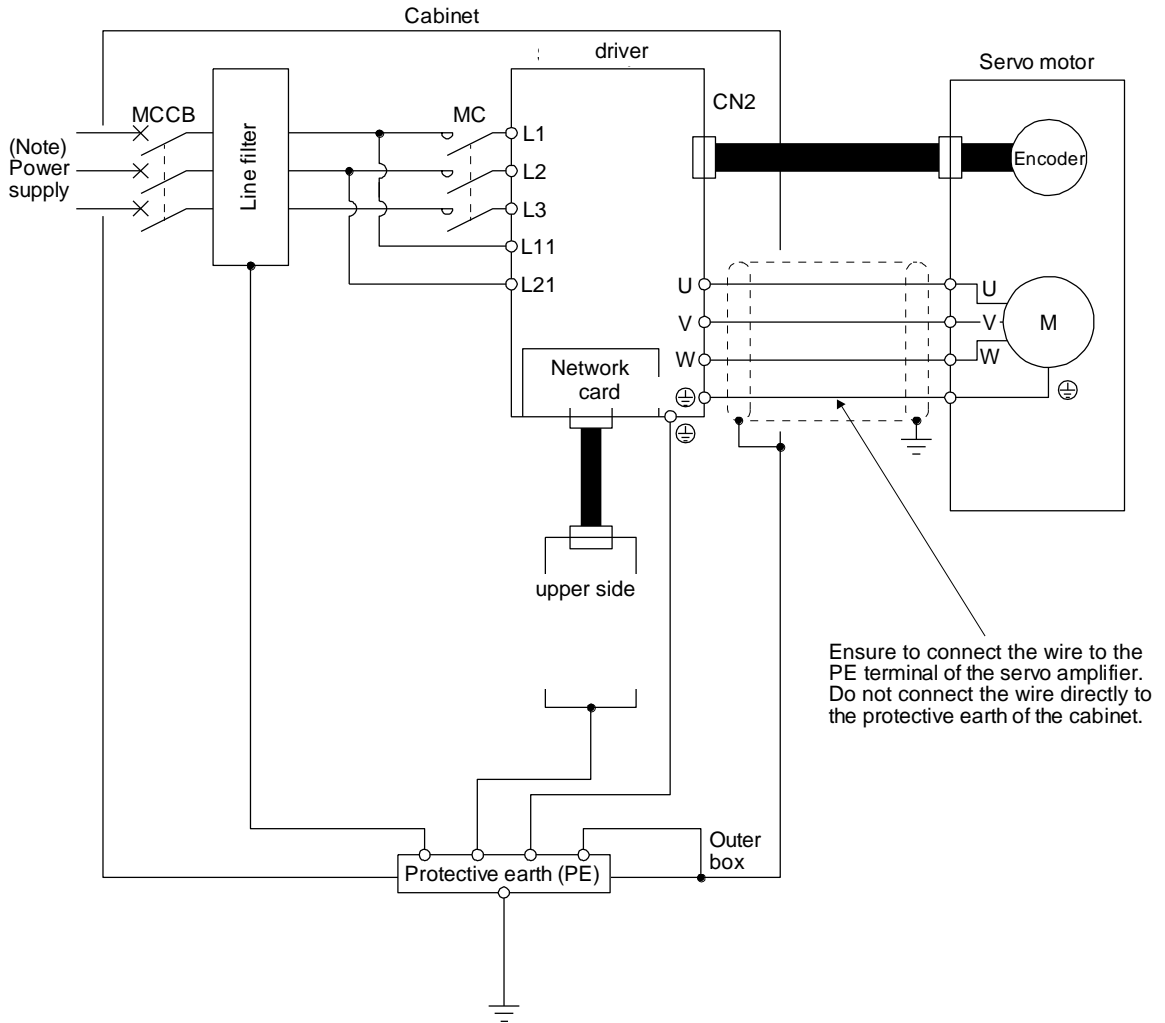 Cabinet
driver
Servo motor
MCCB
MC
CN2
(Note)
Power
supply
Line filter
L1
L2
L3
L11
L21
Encoder
U
V
W
U
V
W
M
Network
card
upper side
Ensure to connect the wire to the
PE terminal of the servo amplifier.
Do not connect the wire directly to
the protective earth of the cabinet.
Outer
box
Protective earth (PE)